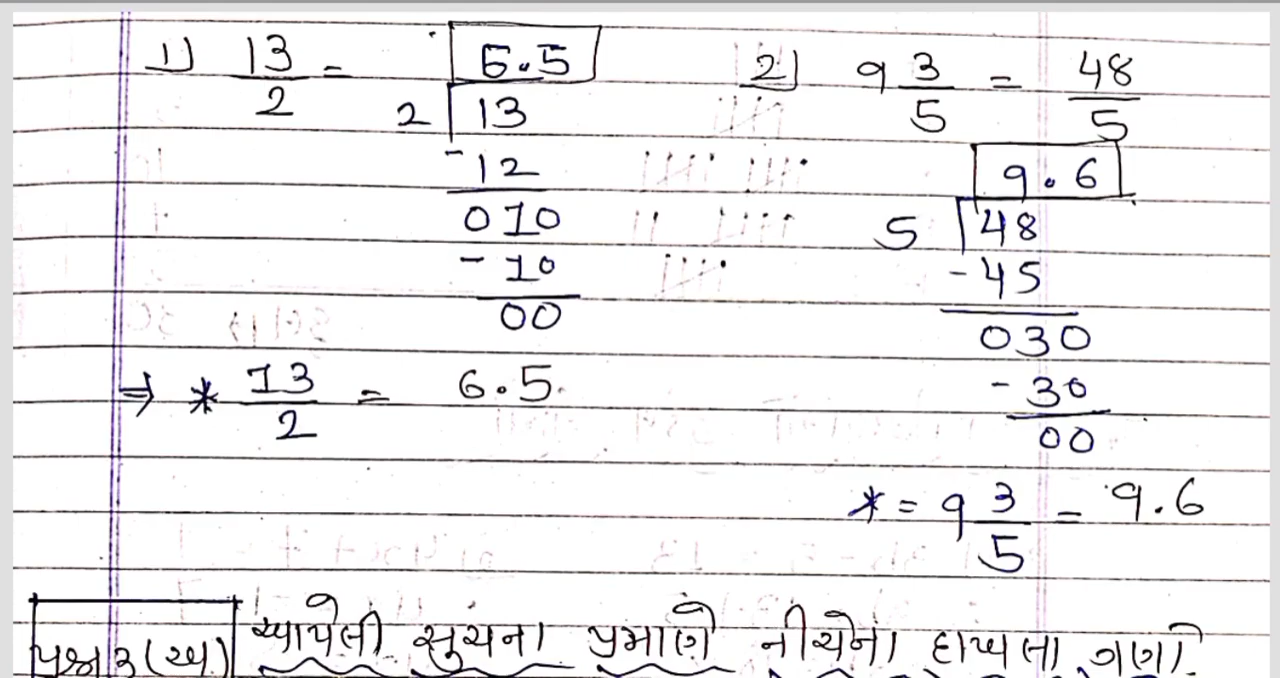 1) 13/2 = 6.5
2 | 13
- 12
010
- 10
00
⇒ * 13/2 = 6.5
2) 9 3/5 = 48/5
9.6
5 | 48
- 45
030
- 30
00
* = 9 3/5 = 9.6
પ્રશ્ન 3 (અ) આપેલી સુચના પ્રમાણે નીચેના દાખલા ગણો.